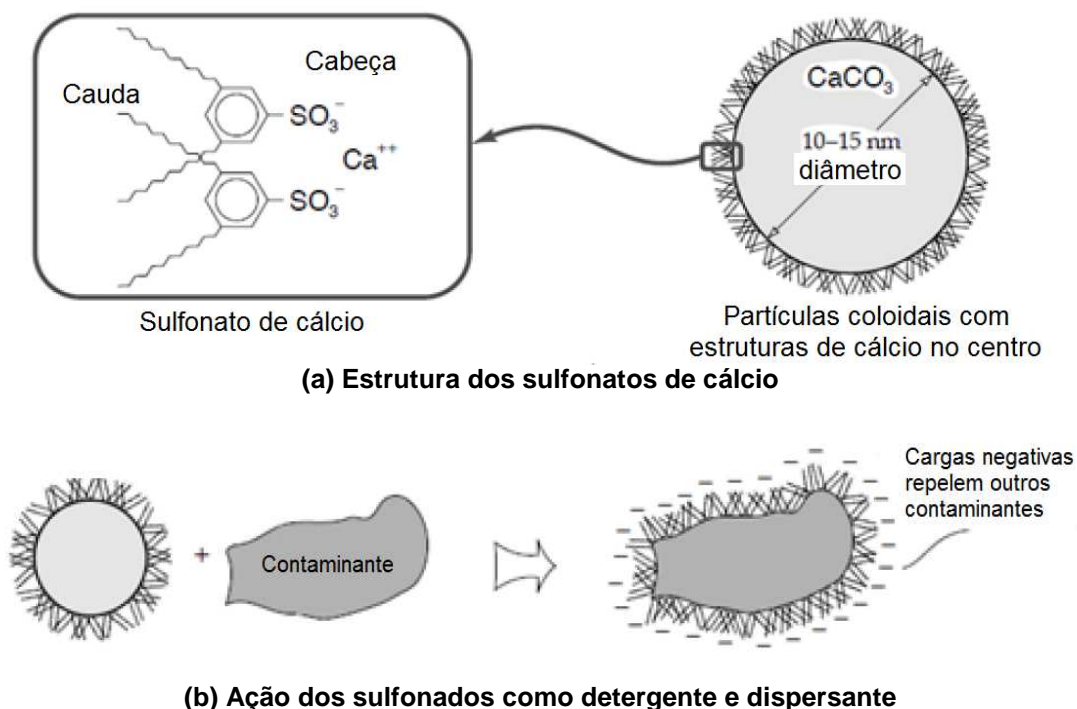 Cabeça
Cauda
SO₃⁻
Ca⁺⁺
SO₃⁻
Sulfonato de cálcio
CaCO₃
10–15 nm
diâmetro
Partículas coloidais com
estruturas de cálcio no centro
(a) Estrutura dos sulfonatos de cálcio
+
Contaminante
Cargas negativas
repelem outros
contaminantes
(b) Ação dos sulfonados como detergente e dispersante